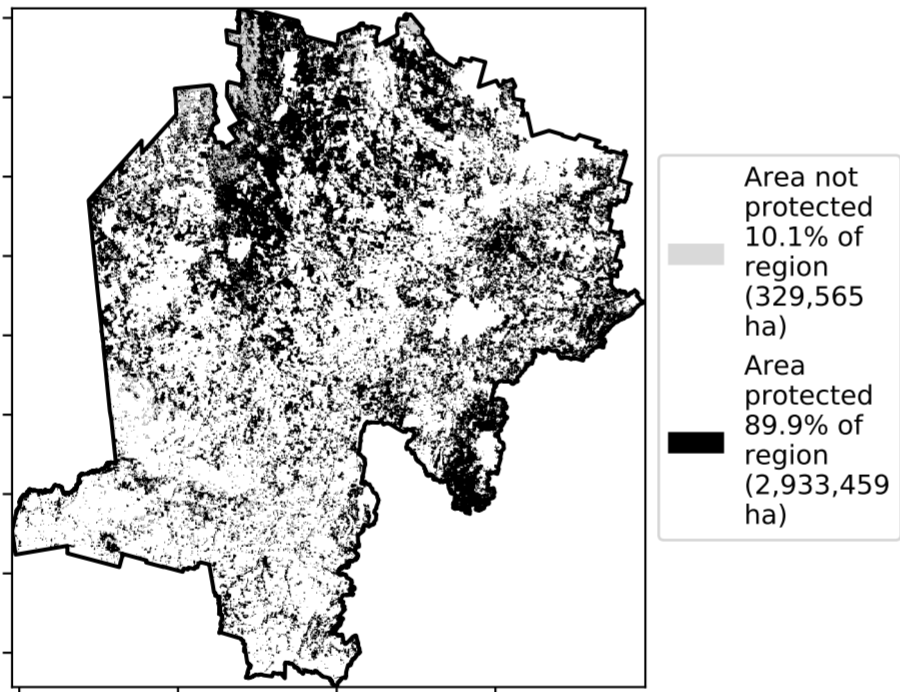 Area not
protected
10.1% of
region
(329,565
ha)
Area
protected
89.9% of
region
(2,933,459
ha)